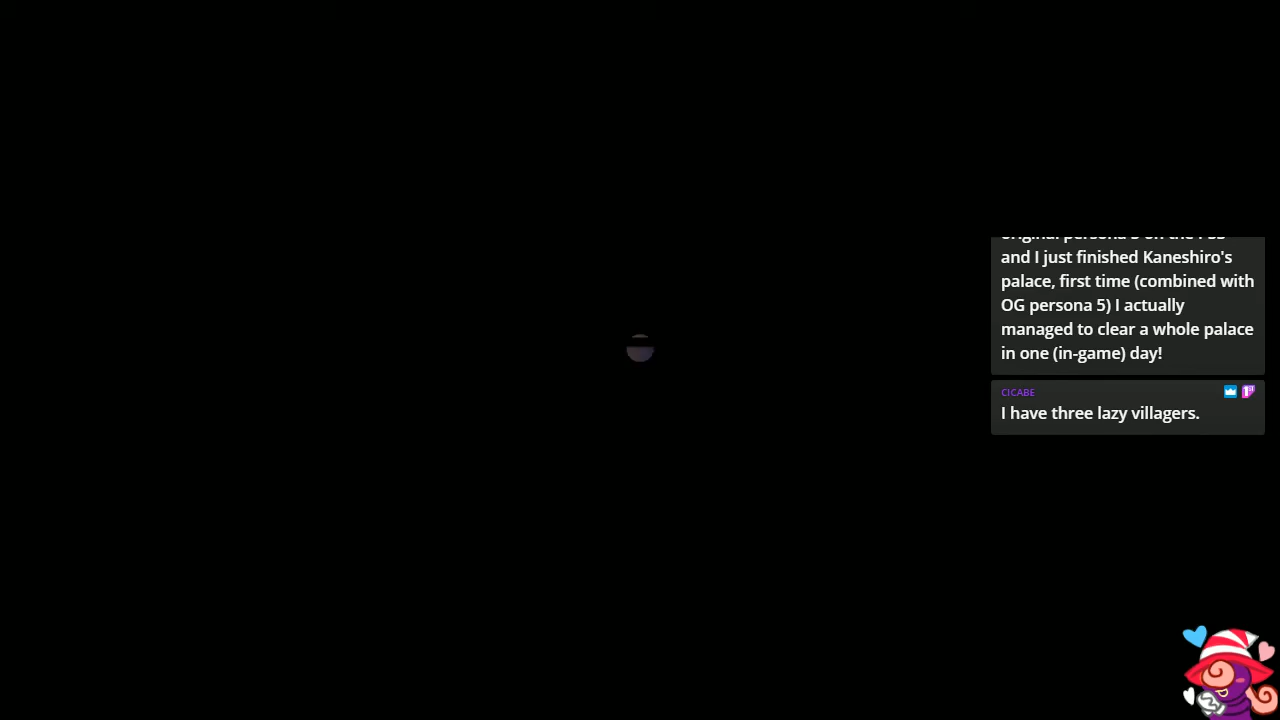 and I just finished Kaneshiro's
palace, first time (combined with
OG persona 5) I actually
managed to clear a whole palace
in one (in-game) day!
CICABE
I have three lazy villagers.